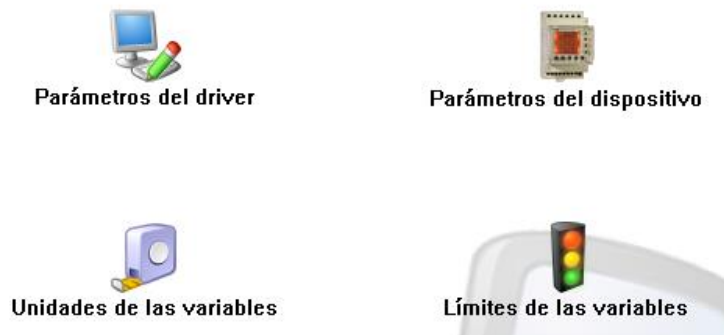 Parámetros del driver
Parámetros del dispositivo
Unidades de las variables
Límites de las variables